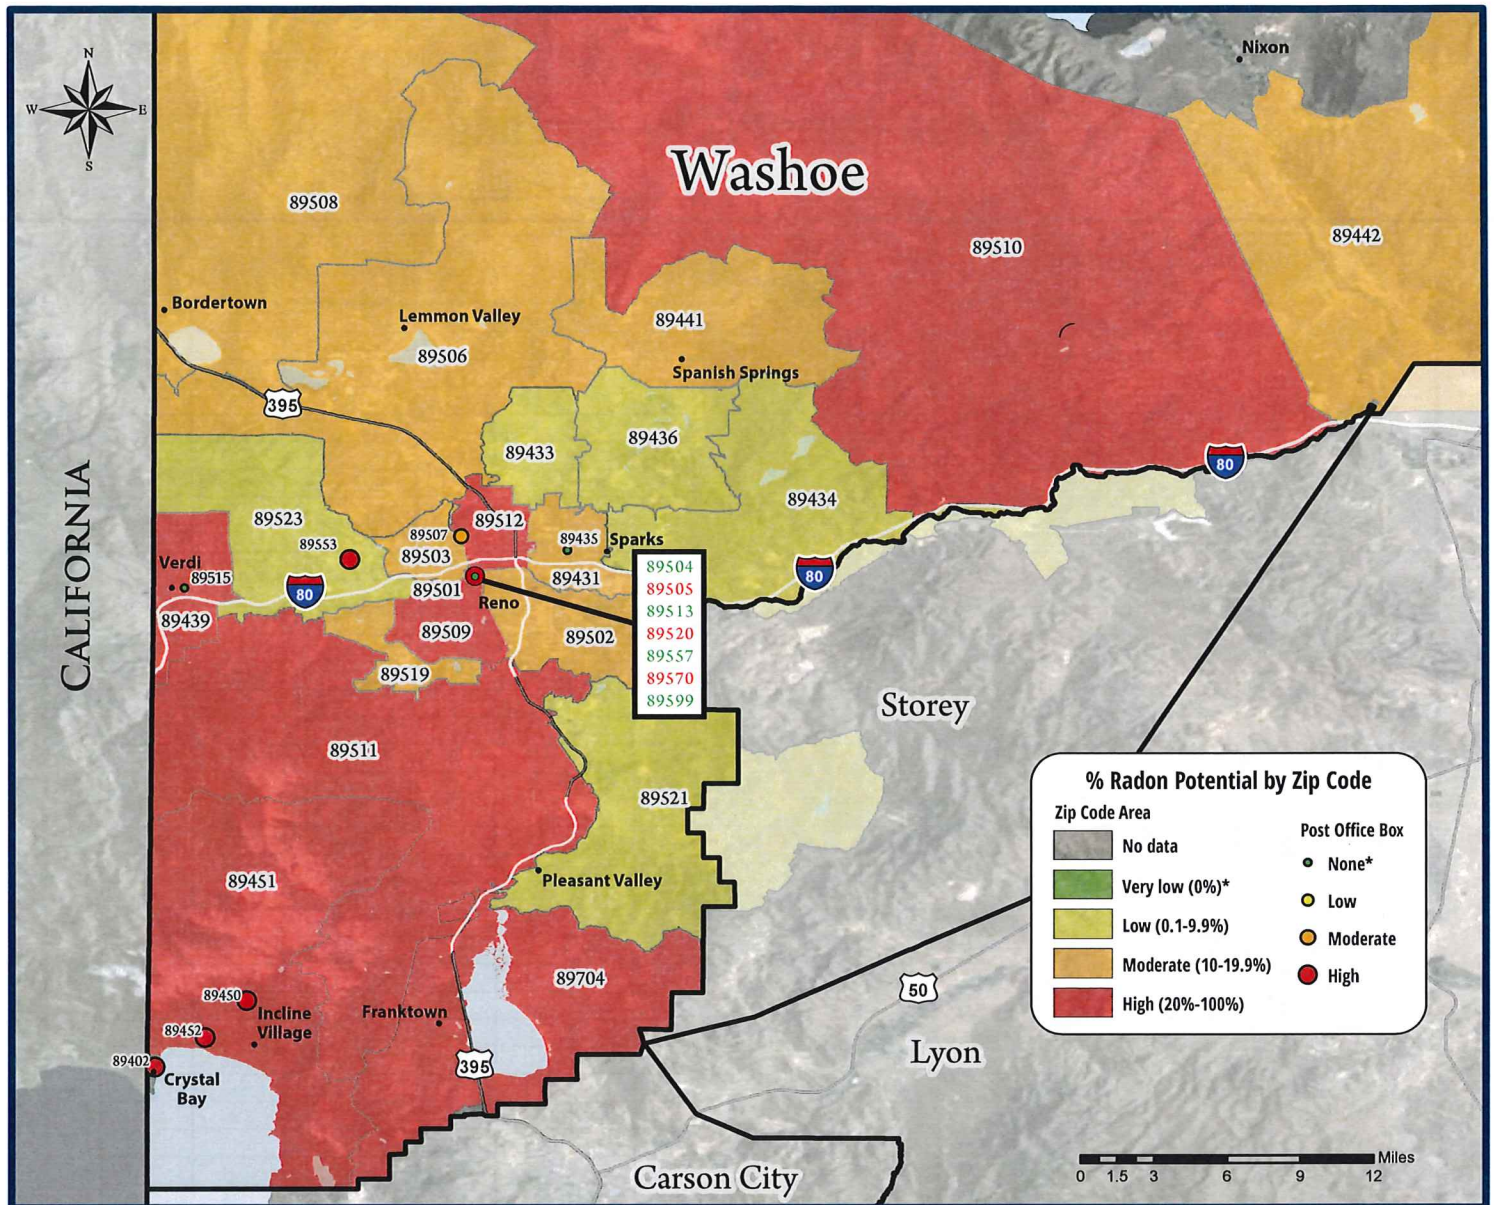 N
W
E
S
Nixon
Washoe
89508
89510
89442
Bordertown
Lemmon Valley
89441
89506
Spanish Springs
395
89433
89436
80
89434
89523
89512
89507
89435
Sparks
89553
89503
Verdi
89515
80
89501
89431
80
Reno
89439
89509
89502
89519
89504
89505
89513
89520
89557
89570
89599
CALIFORNIA
Storey
89511
89521
89451
Pleasant Valley
89704
89450
Incline
Village
Franktown
89452
89402
Crystal
Bay
395
50
Lyon
Carson City
% Radon Potential by Zip Code
Zip Code Area
No data
Very low (0%)*
Low (0.1-9.9%)
Moderate (10-19.9%)
High (20%-100%)
Post Office Box
None*
Low
Moderate
High
Miles
0 1.5 3 6 9 12